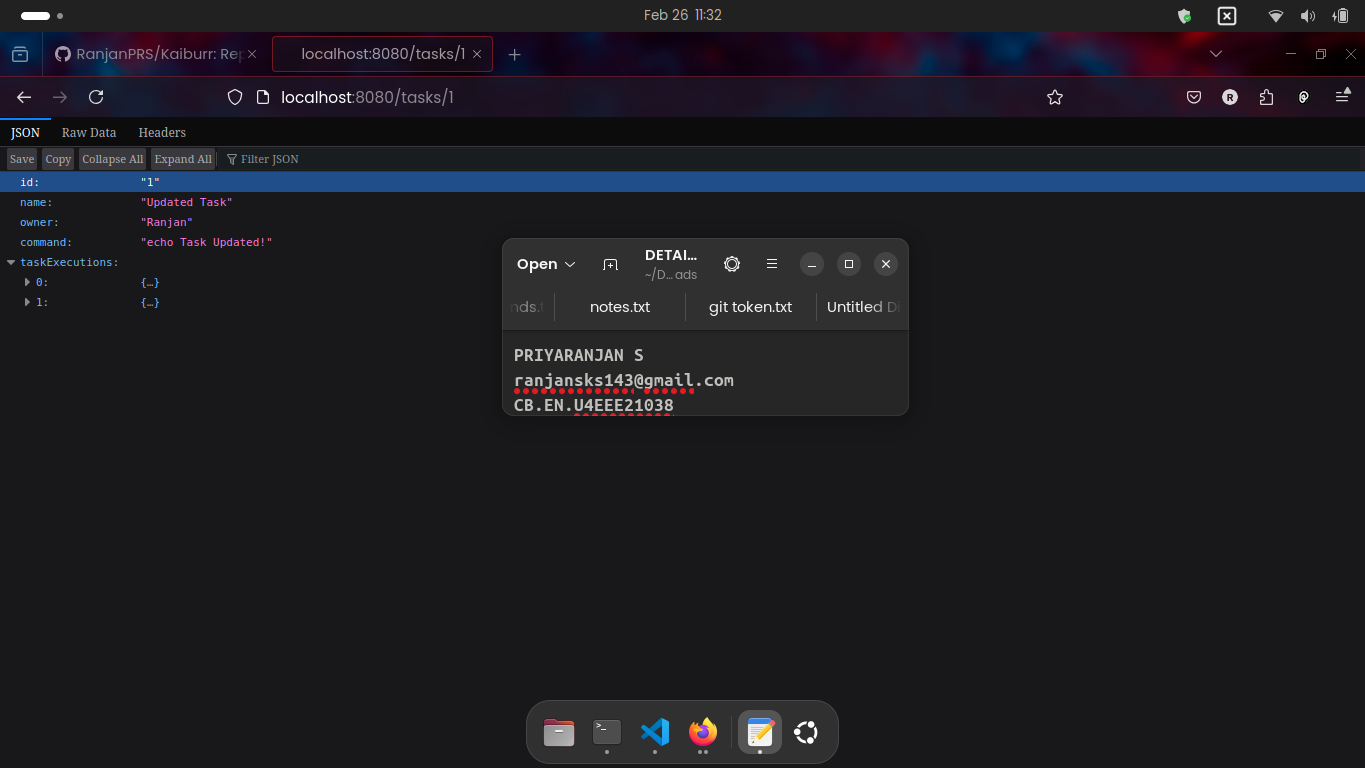 Feb 26 11:32
RanjanPRS/Kaiburr: Rep
localhost:8080/tasks/1
localhost:8080/tasks/1
JSON Raw Data Headers
Save Copy Collapse All Expand All Filter JSON
id: "1"
name: "Updated Task"
owner: "Ranjan"
command: "echo Task Updated!"
taskExecutions:
0: {…}
1: {…}
Open
DETAI…
~/D…ads
nds.t notes.txt git token.txt Untitled D
PRIYARANJAN S
ranjansks143@gmail.com
CB.EN.U4EEE21038